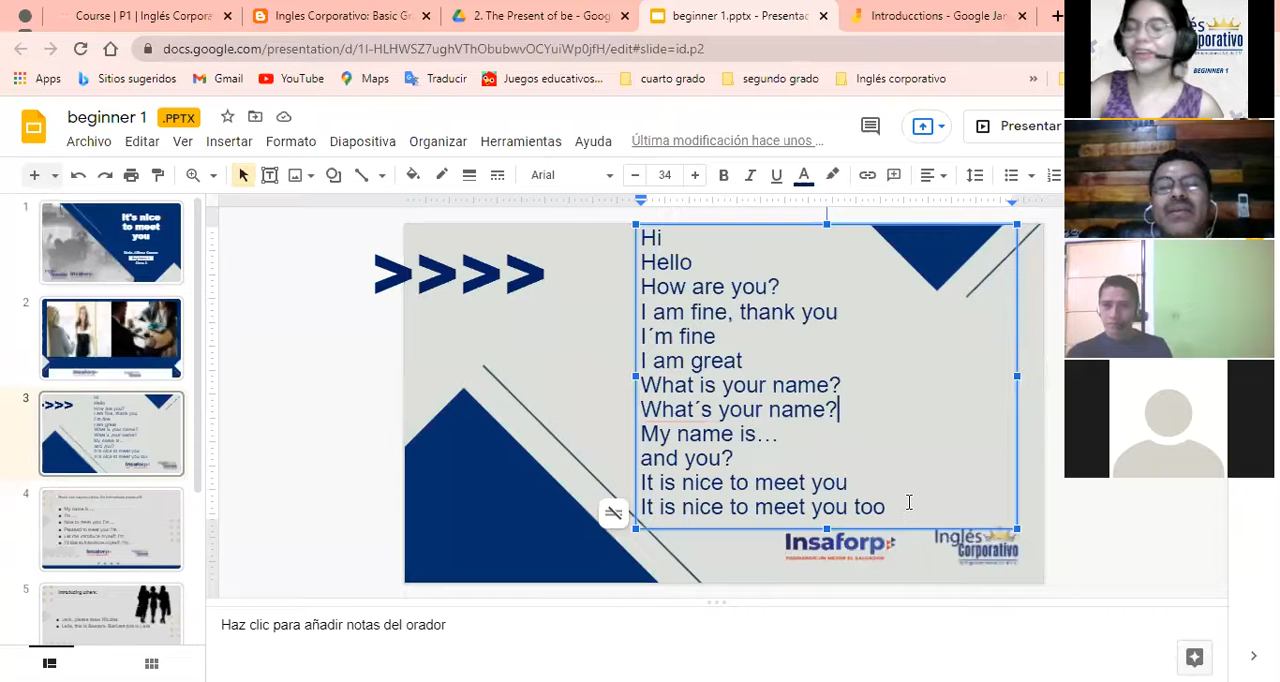 Course | P1 | Inglés Corpora
Ingles Corporativo: Basic Gr
2. The Present of be - Goog
beginner 1.pptx - Presentac
Introducctions - Google Jar
docs.google.com/presentation/d/1I-HLHWSZ7ughVThObubwvOCYuiWp0jfH/edit#slide=id.p2
Apps
Sitios sugeridos
Gmail
YouTube
Maps
Traducir
Juegos educativos...
cuarto grado
segundo grado
Inglés corporativo
beginner 1
.PPTX
Archivo
Editar
Ver
Insertar
Formato
Diapositiva
Organizar
Herramientas
Ayuda
Última modificación hace unos ...
Presentar
Arial
34
1
It's nice
to meet
you
2
3
4
5
Introducing others:
>>>>
Hi
Hello
How are you?
I am fine, thank you
I´m fine
I am great
What is your name?
What´s your name?
My name is…
and you?
It is nice to meet you
It is nice to meet you too
Insaforp
Inglés
Corporativo
Haz clic para añadir notas del orador
BEGINNER 1